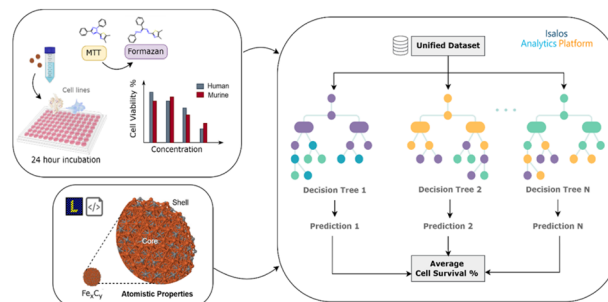 MTT
Formazan
Cell lines
24 hour incubation
Cell Viability %
Human
Murine
Concentration
L
</>
Shell
Core
FeₓCᵧ
Atomistic Properties
Unified Dataset
Isalos
Analytics Platform
Decision Tree 1
Decision Tree 2
Decision Tree N
Prediction 1
Prediction 2
Prediction N
Average
Cell Survival %